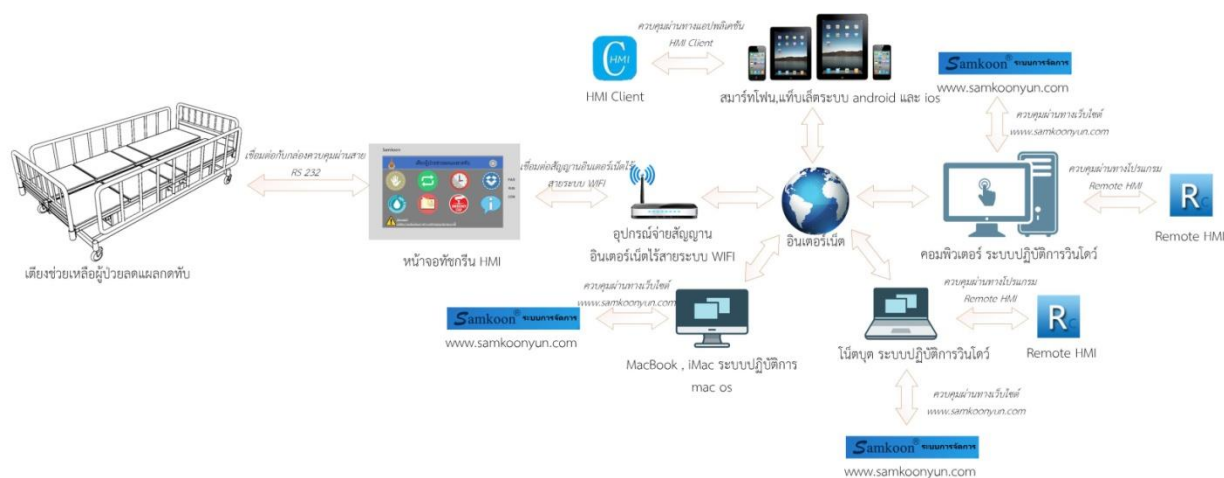 ควบคุมผ่านทางแอปพลิเคชัน
HMI Client
C
HMI
HMI Client
สมาร์ทโฟน,แท็บเล็ตระบบ android และ ios
Samkoon® ระบบการจัดการ
www.samkoonyun.com
ควบคุมผ่านทางเว็บไซต์
www.samkoonyun.com
เชื่อมต่อกับกล่องควบคุมผ่านสาย
RS 232
Samkoon
เชื่อมต่อสัญญาณอินเตอร์เน็ตไร้
สายระบบ WIFI
ควบคุมผ่านทางโปรแกรม
Remote HMI
Rc
Remote HMI
เตียงช่วยเหลือผู้ป่วยลดแผลกดทับ
หน้าจอทัชกรีน HMI
อุปกรณ์จ่ายสัญญาณ
อินเตอร์เน็ตไร้สายระบบ WIFI
อินเตอร์เน็ต
คอมพิวเตอร์ ระบบปฏิบัติการวินโดว์
ควบคุมผ่านทางเว็บไซต์
www.samkoonyun.com
Samkoon® ระบบการจัดการ
www.samkoonyun.com
MacBook , iMac ระบบปฏิบัติการ
mac os
ควบคุมผ่านทางโปรแกรม
Remote HMI
Rc
Remote HMI
โน็ตบุต ระบบปฏิบัติการวินโดว์
ควบคุมผ่านทางเว็บไซต์
www.samkoonyun.com
Samkoon® ระบบการจัดการ
www.samkoonyun.com